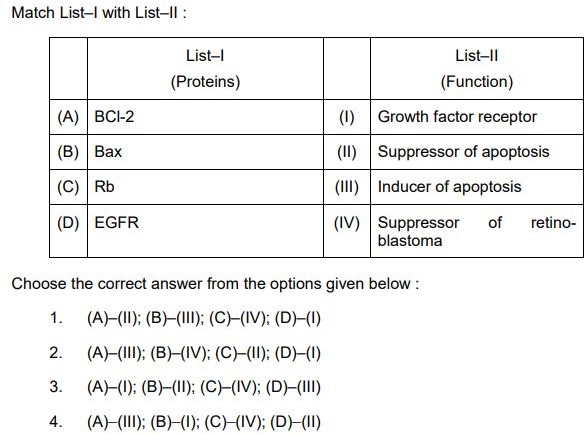 Match List–I with List–II :
List–I
(Proteins)
List–II
(Function)
(A) BCl-2 (I) Growth factor receptor
(B) Bax (II) Suppressor of apoptosis
(C) Rb (III) Inducer of apoptosis
(D) EGFR (IV) Suppressor of retino-
blastoma
Choose the correct answer from the options given below :
1. (A)–(II); (B)–(III); (C)–(IV); (D)–(I)
2. (A)–(III); (B)–(IV); (C)–(II); (D)–(I)
3. (A)–(I); (B)–(II); (C)–(IV); (D)–(III)
4. (A)–(III); (B)–(I); (C)–(IV); (D)–(II)